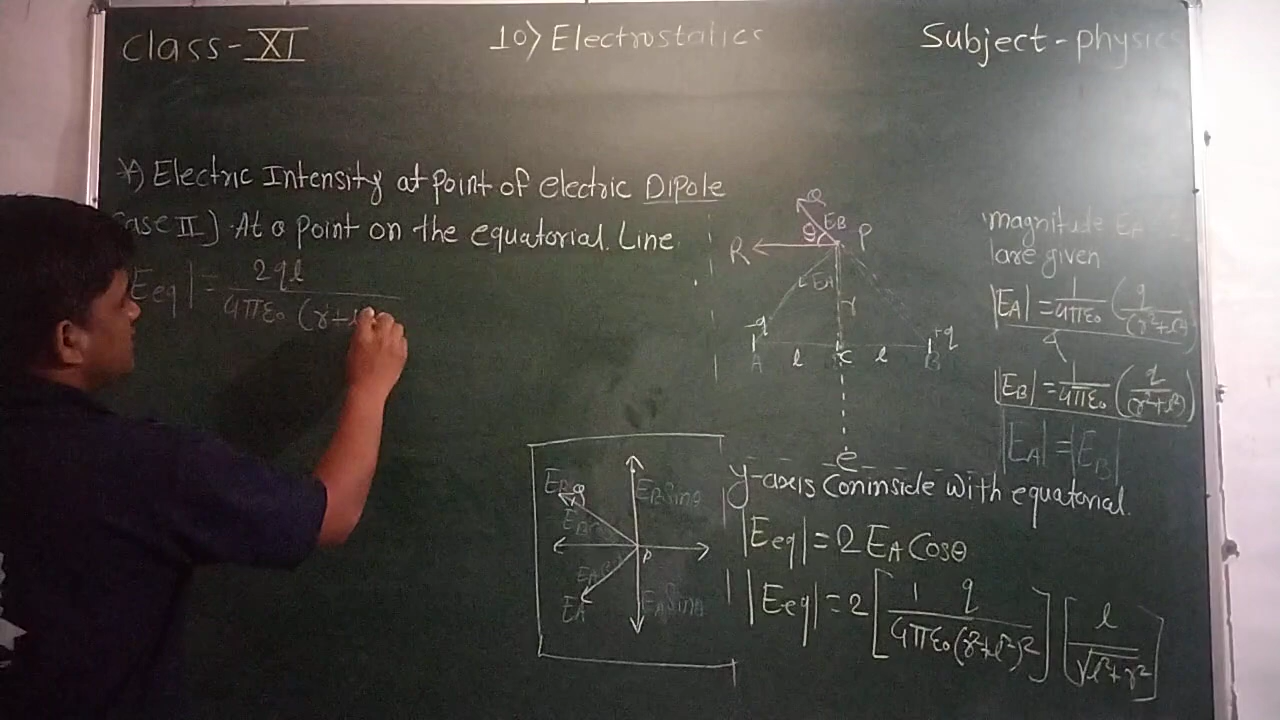 Class-XI
10) Electrostatics
Subject-physics
*) Electric Intensity at point of electric Dipole
Case II) At a point on the equatorial. Line
|Eeq| = 2ql / 4πε₀ (r+
Q
EB
θ
P
R
EA
r
-q
+q
A
l
c
l
B
e
magnitude
are given
|EA| = 1/4πε₀ (q/(r²+l²))
|EB| = 1/4πε₀ (q/(r²+l²))
|EA| = |EB|
y-axis Coninside with equatorial.
|Eeq| = 2 EA Cosθ
|Eeq| = 2 [1/4πε₀ q/(r²+l²)²] [l/√l²+r²]
EB
EB sinθ
P
EA
EA sinθ